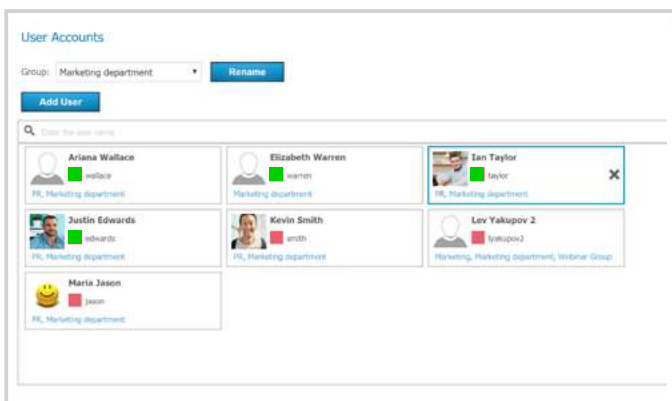 User Accounts
Group: Marketing department Rename
Add User
Enter the user name
Ariana Wallace
wallace
PR, Marketing department
Elizabeth Warren
warren
Marketing department
Ian Taylor
taylor
PR, Marketing department
Justin Edwards
edwards
PR, Marketing department
Kevin Smith
smith
PR, Marketing department
Lev Yakupov 2
lyakupov2
Marketing, Marketing department, Webinar Group
Maria Jason
jason
PR, Marketing department